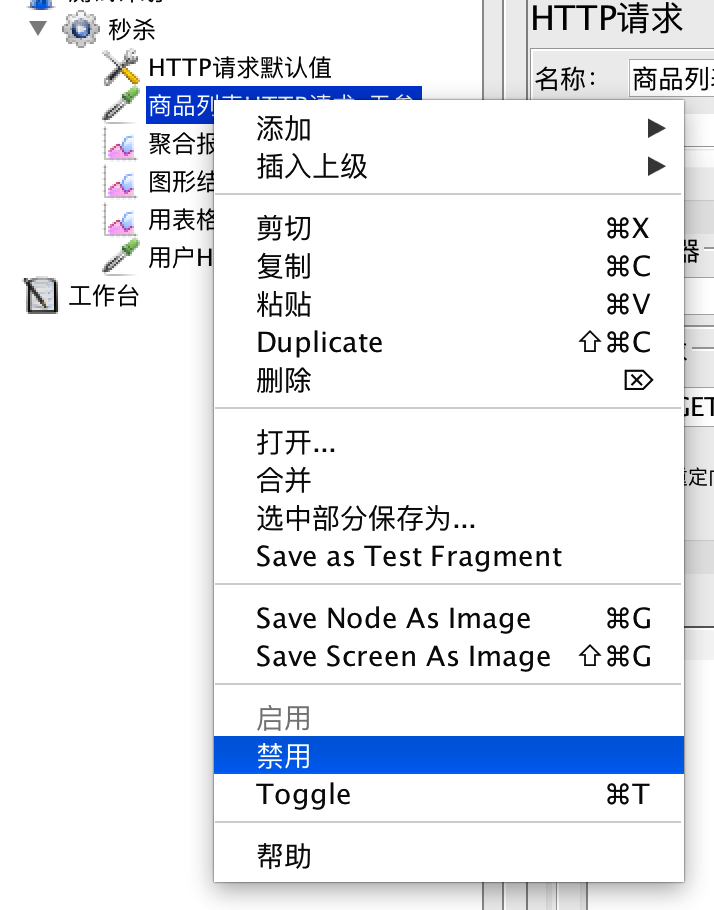 秒杀
HTTP请求默认值
商品列
聚合报
图形结
用表格
用户H
工作台
HTTP请求
名称：
商品列
添加
插入上级
剪切 ⌘X
复制 ⌘C
粘贴 ⌘V
Duplicate ⇧⌘C
删除 ⌦
打开...
合并
选中部分保存为...
Save as Test Fragment
Save Node As Image ⌘G
Save Screen As Image ⇧⌘G
启用
禁用
Toggle ⌘T
帮助
器
GET
重定